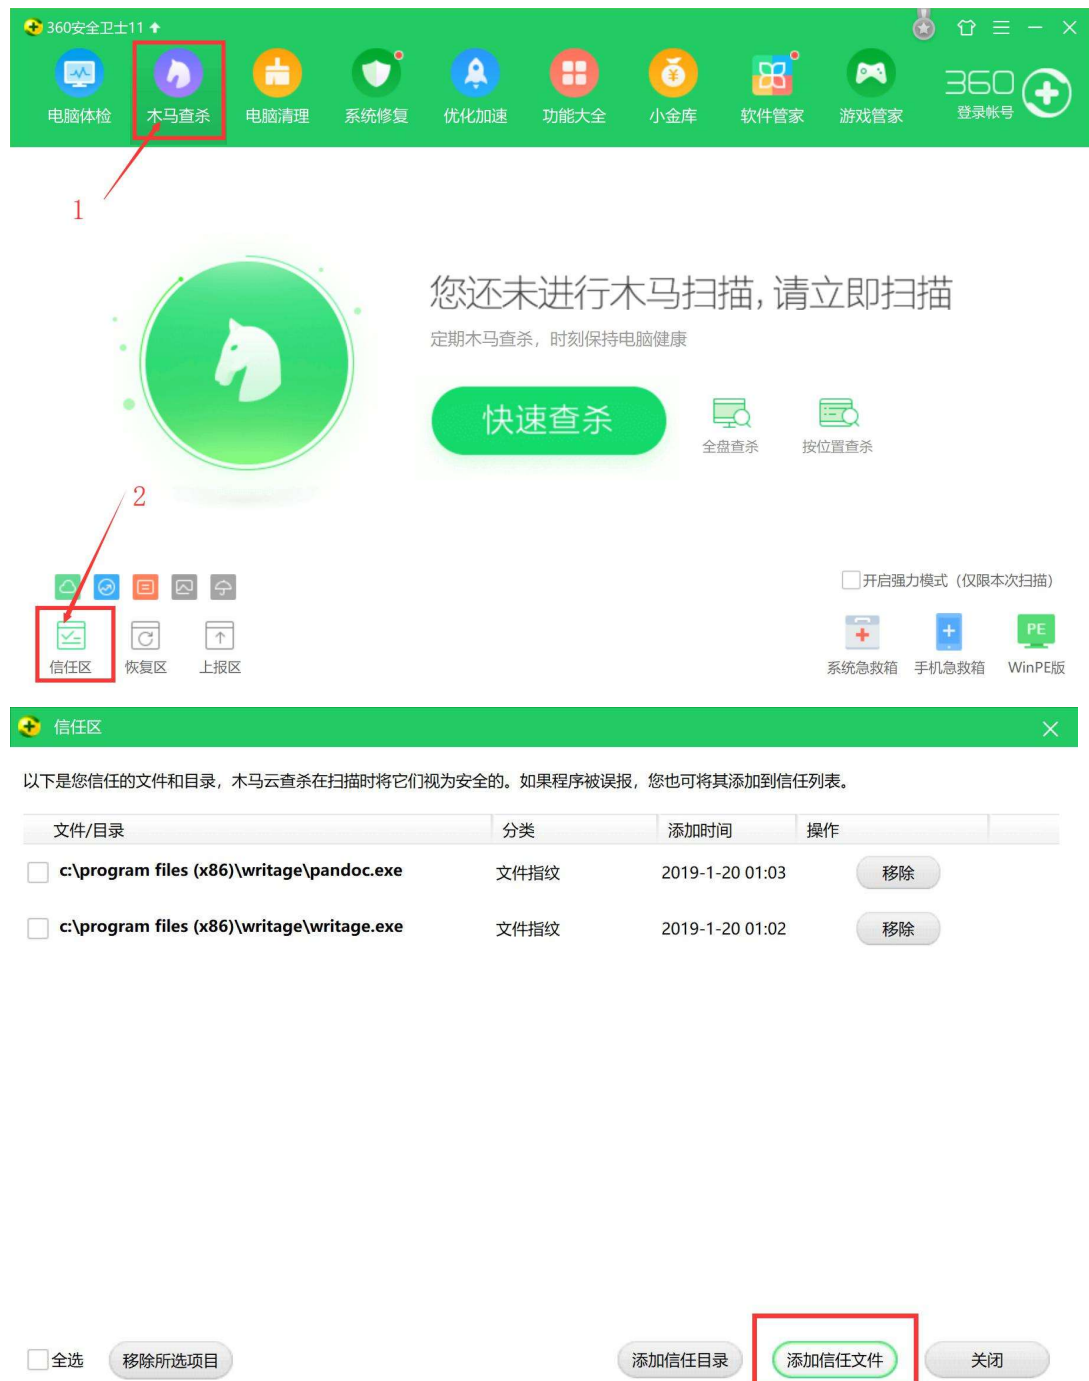 360安全卫士11
电脑体检 木马查杀 电脑清理 系统修复 优化加速 功能大全 小金库 软件管家 游戏管家
360
登录帐号
1
您还未进行木马扫描,请立即扫描
定期木马查杀，时刻保持电脑健康
快速查杀
全盘查杀 按位置查杀
2
开启强力模式（仅限本次扫描）
PE
信任区 恢复区 上报区
系统急救箱 手机急救箱 WinPE版
信任区
以下是您信任的文件和目录，木马云查杀在扫描时将它们视为安全的。如果程序被误报，您也可将其添加到信任列表。
文件/目录 分类 添加时间 操作
c:\program files (x86)\writage\pandoc.exe 文件指纹 2019-1-20 01:03 移除
c:\program files (x86)\writage\writage.exe 文件指纹 2019-1-20 01:02 移除
全选 移除所选项目 添加信任目录 添加信任文件 关闭